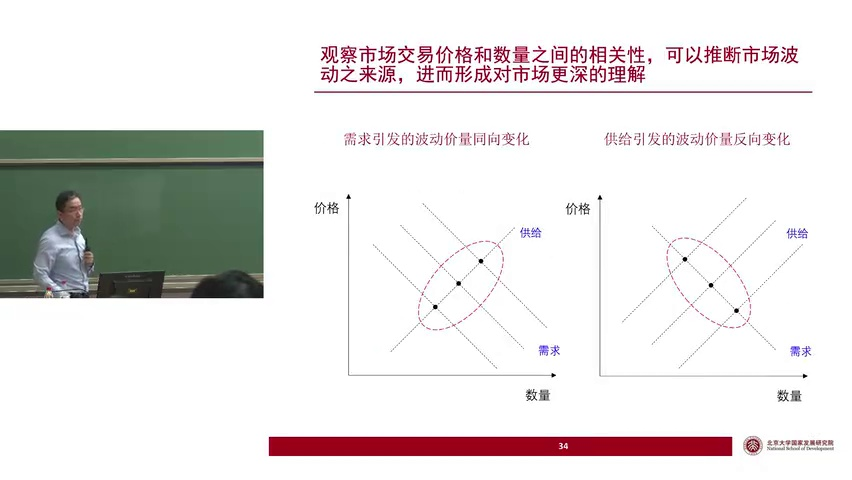 观察市场交易价格和数量之间的相关性，可以推断市场波
动之来源，进而形成对市场更深的理解
需求引发的波动价量同向变化
供给引发的波动价量反向变化
价格
供给
需求
数量
价格
供给
需求
数量
34
北京大学国家发展研究院
National School of Development